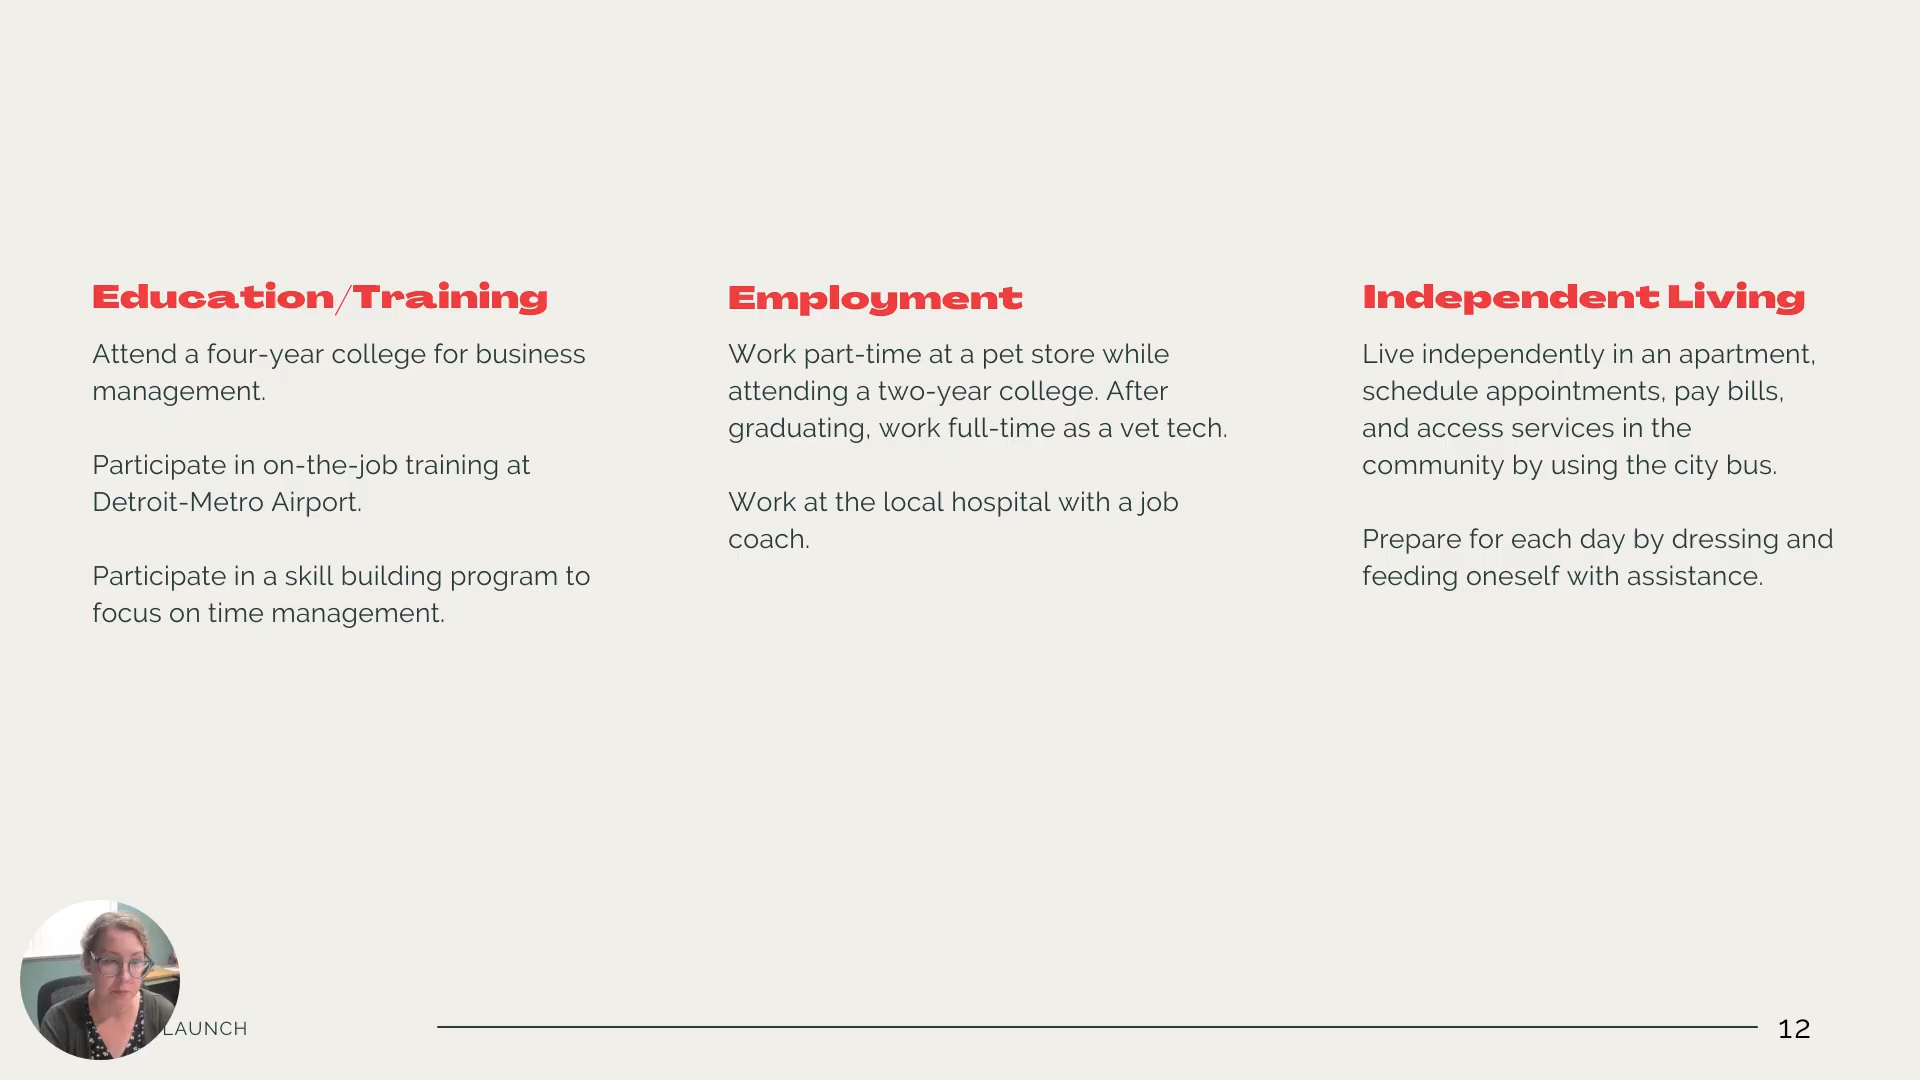 Education/Training
Attend a four-year college for business
management.
Participate in on-the-job training at
Detroit-Metro Airport.
Participate in a skill building program to
focus on time management.
Employment
Work part-time at a pet store while
attending a two-year college. After
graduating, work full-time as a vet tech.
Work at the local hospital with a job
coach.
Independent Living
Live independently in an apartment,
schedule appointments, pay bills,
and access services in the
community by using the city bus.
Prepare for each day by dressing and
feeding oneself with assistance.
LAUNCH
12